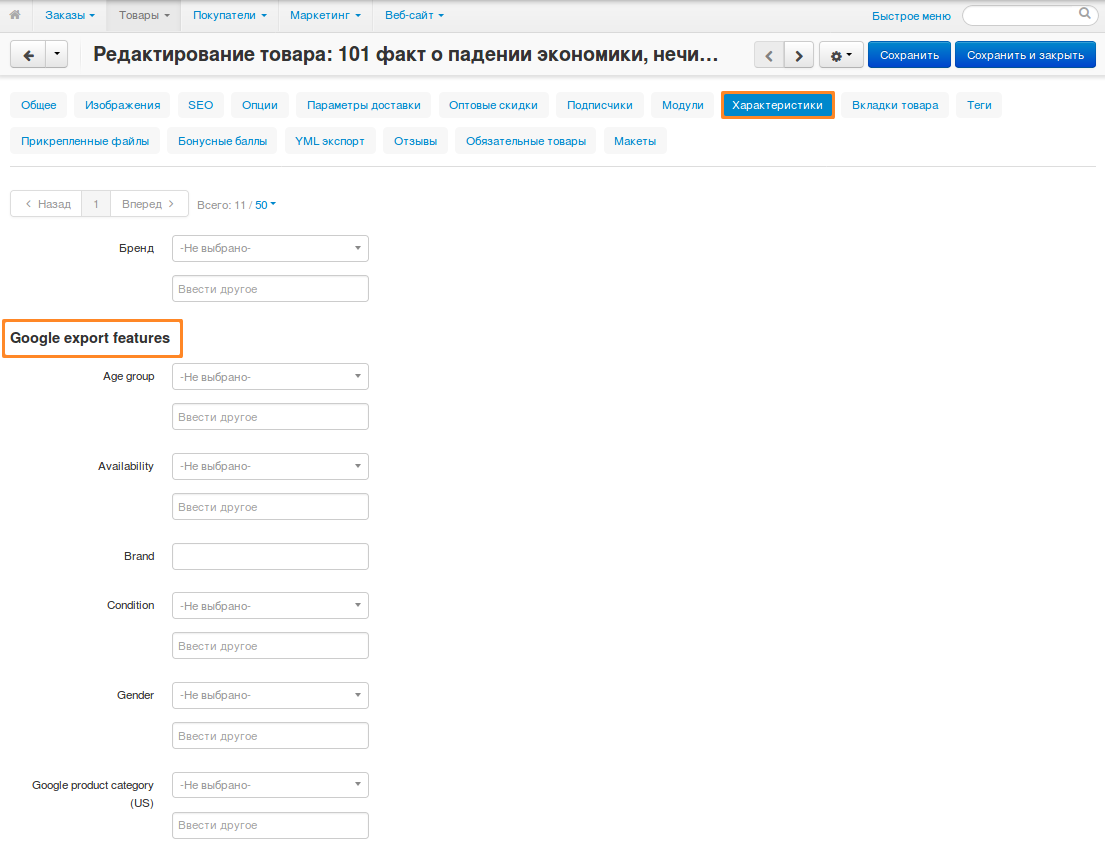 Заказы Товары Покупатели Маркетинг Веб-сайт Быстрое меню
Редактирование товара: 101 факт о падении экономики, нечи... Сохранить Сохранить и закрыть
Общее Изображения SEO Опции Параметры доставки Оптовые скидки Подписчики Модули Характеристики Вкладки товара Теги
Прикрепленные файлы Бонусные баллы YML экспорт Отзывы Обязательные товары Макеты
Назад 1 Вперед Всего: 11 / 50
Бренд -Не выбрано-
Ввести другое
Google export features
Age group -Не выбрано-
Ввести другое
Availability -Не выбрано-
Ввести другое
Brand
Condition -Не выбрано-
Ввести другое
Gender -Не выбрано-
Ввести другое
Google product category -Не выбрано-
(US)
Ввести другое